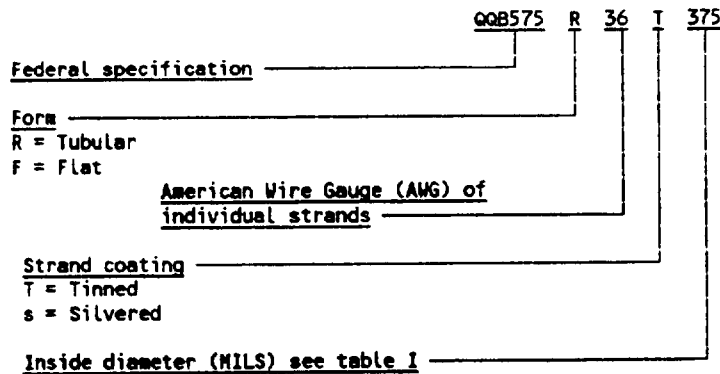 QQB575 R 36 T 375
Federal specification
Form
R = Tubular
F = Flat
American Wire Gauge (AWG) of
individual strands
Strand coating
T = Tinned
s = Silvered
Inside diameter (MILS) see table I